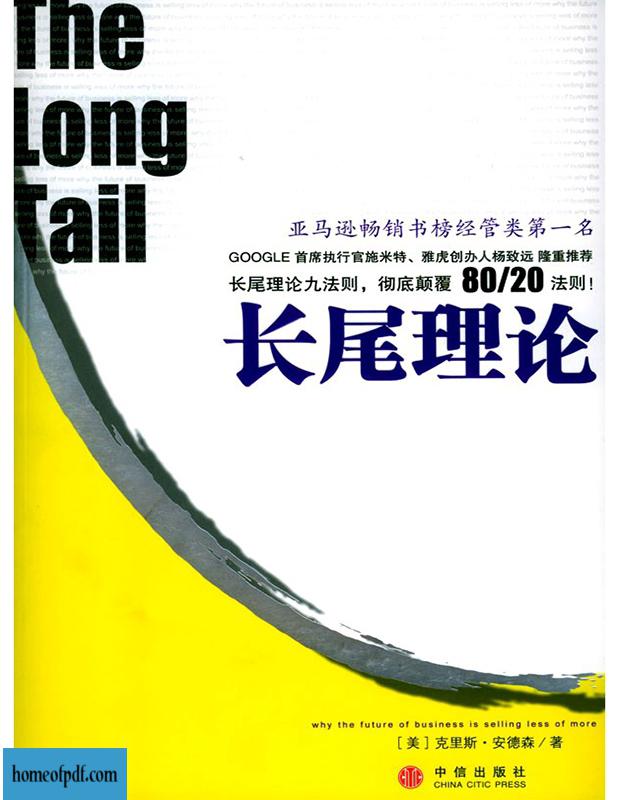 The
Long
Tail
亚马逊畅销书榜经管类第一名
GOOGLE 首席执行官施米特、雅虎创办人杨致远 隆重推荐
长尾理论九法则，彻底颠覆 80/20 法则！
长尾理论
why the future of business is selling less of more
［美］克里斯·安德森／著
中信出版社
CHINA CITIC PRESS
homeofpdf.com